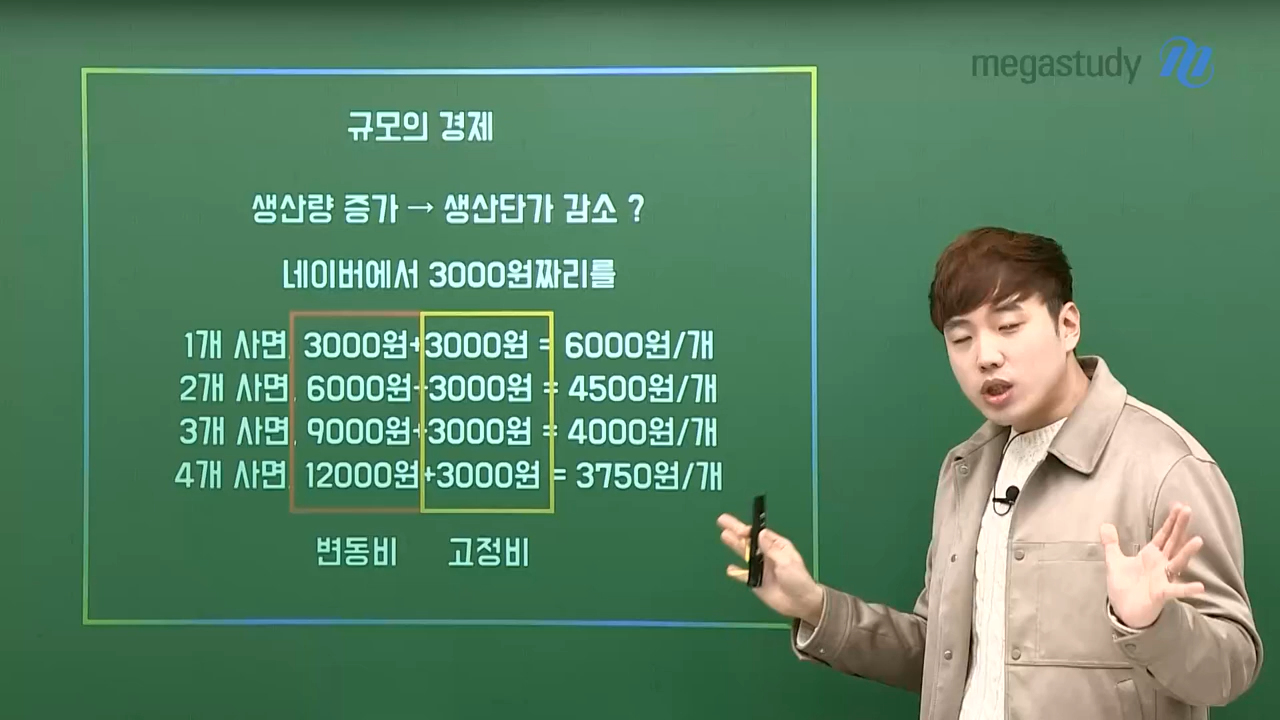 megastudy
규모의 경제
생산량 증가 → 생산단가 감소 ?
네이버에서 3000원짜리를
1개 사면, 3000원+3000원 = 6000원/개
2개 사면, 6000원+3000원 = 4500원/개
3개 사면, 9000원+3000원 = 4000원/개
4개 사면, 12000원+3000원 = 3750원/개
변동비 고정비